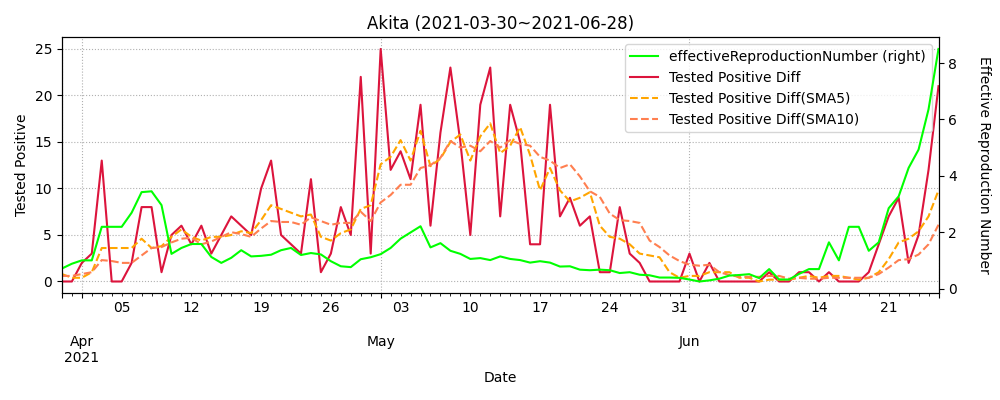 Akita (2021-03-30~2021-06-28)
effectiveReproductionNumber (right)
Tested Positive Diff
Tested Positive Diff(SMA5)
Tested Positive Diff(SMA10)
Tested Positive
25
20
15
10
5
0
8
6
4
2
0
Effective Reproduction Number
05 12 19 26 03 10 17 24 31 07 14 21
Apr May Jun
2021
Date